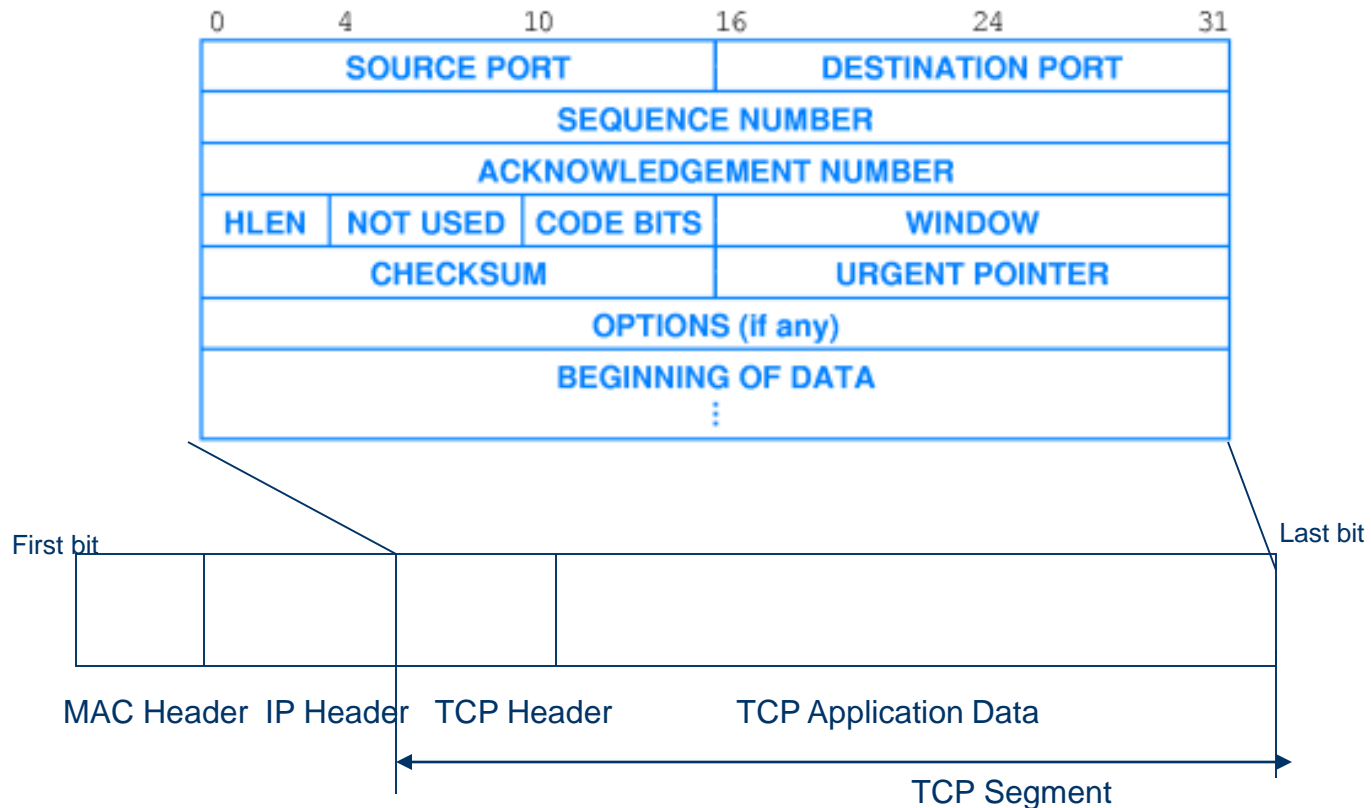 0 4 10 16 24 31
SOURCE PORT DESTINATION PORT
SEQUENCE NUMBER
ACKNOWLEDGEMENT NUMBER
HLEN NOT USED CODE BITS WINDOW
CHECKSUM URGENT POINTER
OPTIONS (if any)
BEGINNING OF DATA
First bit Last bit
MAC Header IP Header TCP Header TCP Application Data
TCP Segment